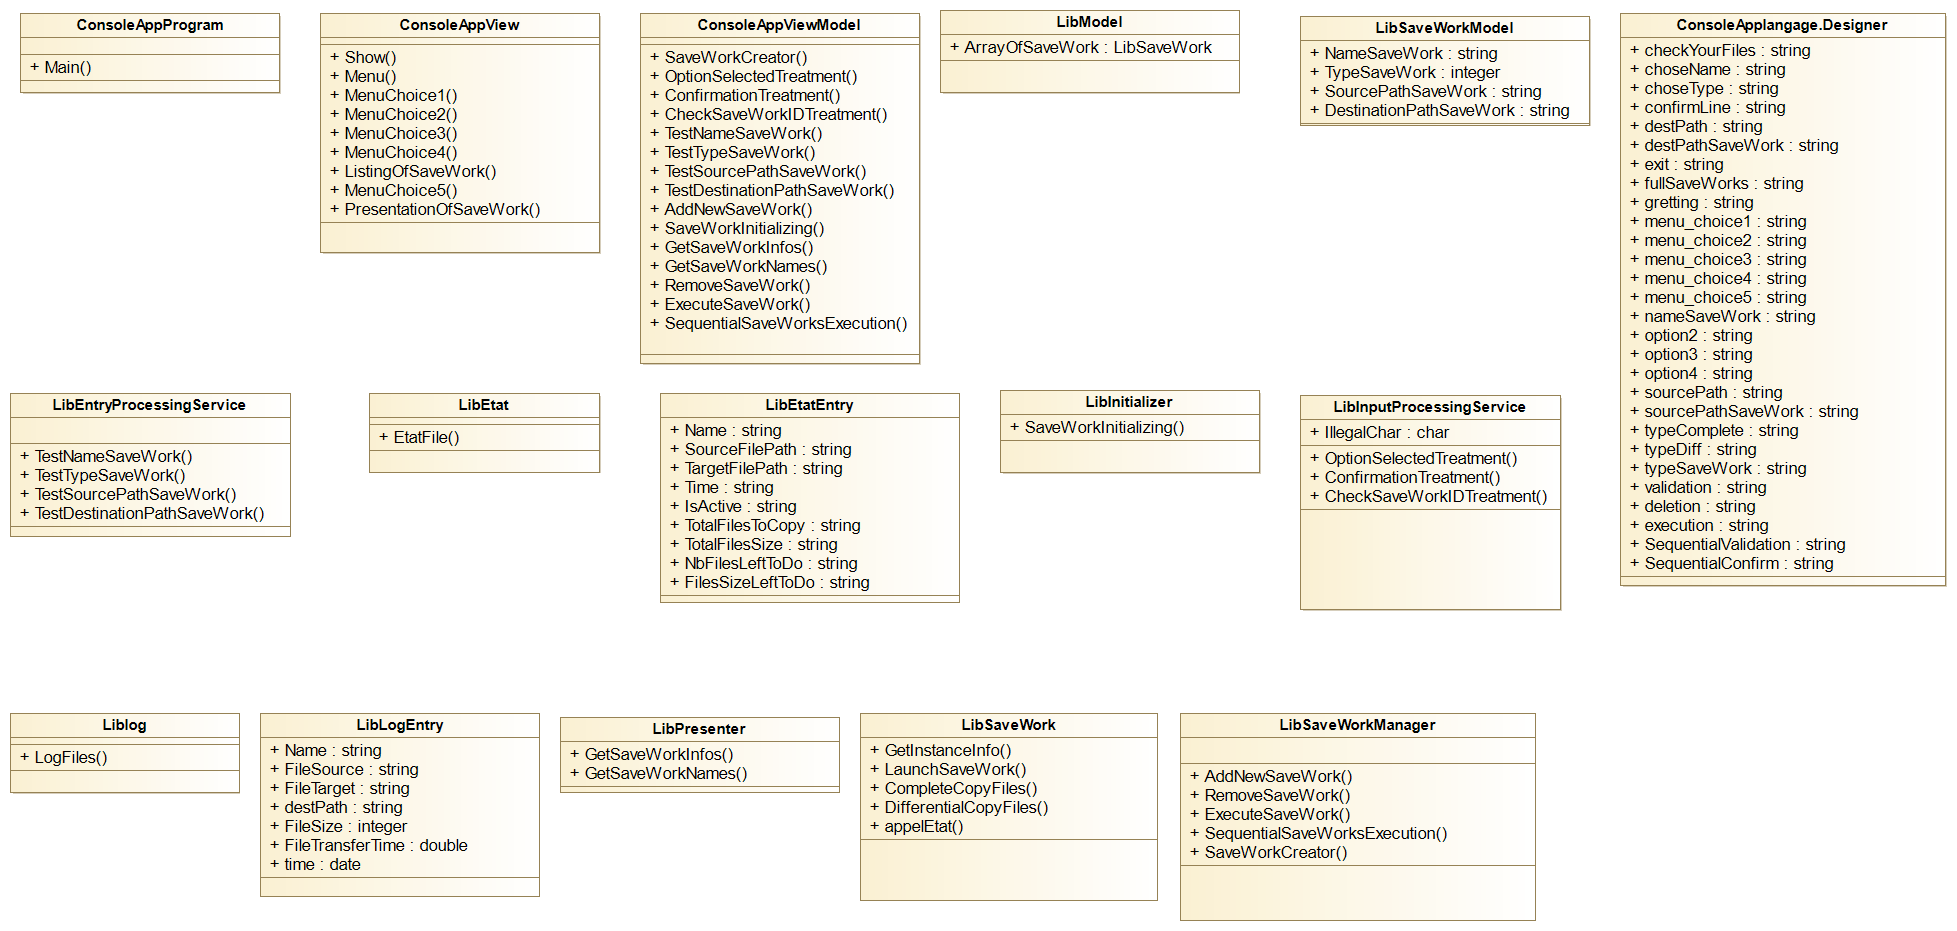 ConsoleAppProgram
+ Main()
ConsoleAppView
+ Show()
+ Menu()
+ MenuChoice1()
+ MenuChoice2()
+ MenuChoice3()
+ MenuChoice4()
+ ListingOfSaveWork()
+ MenuChoice5()
+ PresentationOfSaveWork()
ConsoleAppViewModel
+ SaveWorkCreator()
+ OptionSelectedTreatment()
+ ConfirmationTreatment()
+ CheckSaveWorkIDTreatment()
+ TestNameSaveWork()
+ TestTypeSaveWork()
+ TestSourcePathSaveWork()
+ TestDestinationPathSaveWork()
+ AddNewSaveWork()
+ SaveWorkInitializing()
+ GetSaveWorkInfos()
+ GetSaveWorkNames()
+ RemoveSaveWork()
+ ExecuteSaveWork()
+ SequentialSaveWorksExecution()
LibModel
+ ArrayOfSaveWork : LibSaveWork
LibSaveWorkModel
+ NameSaveWork : string
+ TypeSaveWork : integer
+ SourcePathSaveWork : string
+ DestinationPathSaveWork : string
ConsoleApplangage.Designer
+ checkYourFiles : string
+ choseName : string
+ choseType : string
+ confirmLine : string
+ destPath : string
+ destPathSaveWork : string
+ exit : string
+ fullSaveWorks : string
+ gretting : string
+ menu_choice1 : string
+ menu_choice2 : string
+ menu_choice3 : string
+ menu_choice4 : string
+ menu_choice5 : string
+ nameSaveWork : string
+ option2 : string
+ option3 : string
+ option4 : string
+ sourcePath : string
+ sourcePathSaveWork : string
+ typeComplete : string
+ typeDiff : string
+ typeSaveWork : string
+ validation : string
+ deletion : string
+ execution : string
+ SequentialValidation : string
+ SequentialConfirm : string
LibEntryProcessingService
+ TestNameSaveWork()
+ TestTypeSaveWork()
+ TestSourcePathSaveWork()
+ TestDestinationPathSaveWork()
LibEtat
+ EtatFile()
LibEtatEntry
+ Name : string
+ SourceFilePath : string
+ TargetFilePath : string
+ Time : string
+ IsActive : string
+ TotalFilesToCopy : string
+ TotalFilesSize : string
+ NbFilesLeftToDo : string
+ FilesSizeLeftToDo : string
LibInitializer
+ SaveWorkInitializing()
LibInputProcessingService
+ IllegalChar : char
+ OptionSelectedTreatment()
+ ConfirmationTreatment()
+ CheckSaveWorkIDTreatment()
Liblog
+ LogFiles()
LibLogEntry
+ Name : string
+ FileSource : string
+ FileTarget : string
+ destPath : string
+ FileSize : integer
+ FileTransferTime : double
+ time : date
LibPresenter
+ GetSaveWorkInfos()
+ GetSaveWorkNames()
LibSaveWork
+ GetInstanceInfo()
+ LaunchSaveWork()
+ CompleteCopyFiles()
+ DifferentialCopyFiles()
+ appelEtat()
LibSaveWorkManager
+ AddNewSaveWork()
+ RemoveSaveWork()
+ ExecuteSaveWork()
+ SequentialSaveWorksExecution()
+ SaveWorkCreator()